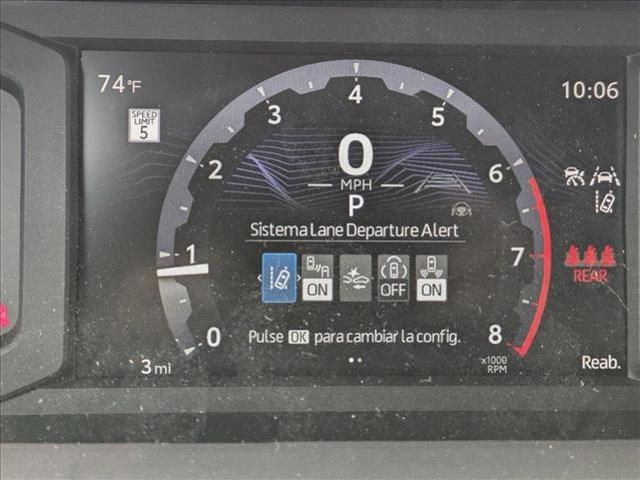 74°F
10:06
SPEED
LIMIT
5
0
1
2
3
4
5
6
7
8
0
MPH
P
Sistema Lane Departure Alert
A
ON
OFF
ON
Pulse OK para cambiar la config.
REAR
3 mi
x1000
RPM
Reab.